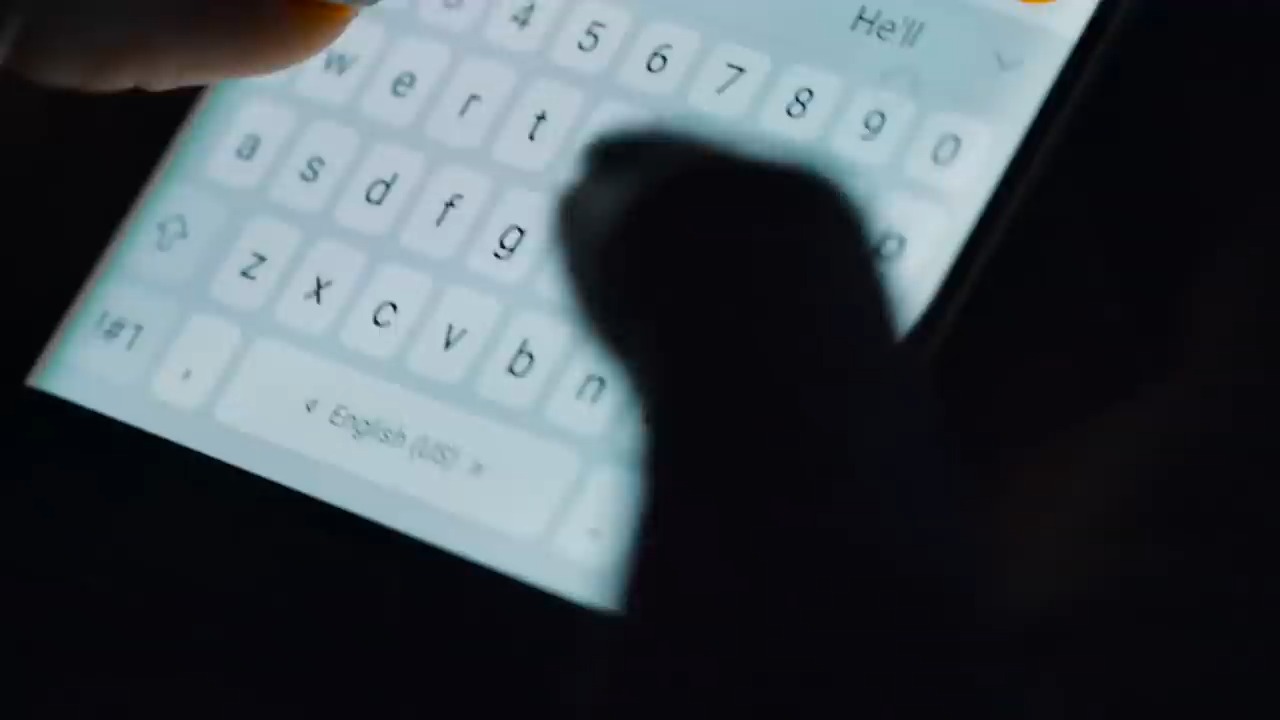 He'll
4 5 6 7 8 9 0
w e r t
a s d f g
z x c v b n
!#1 , < English (US) > .